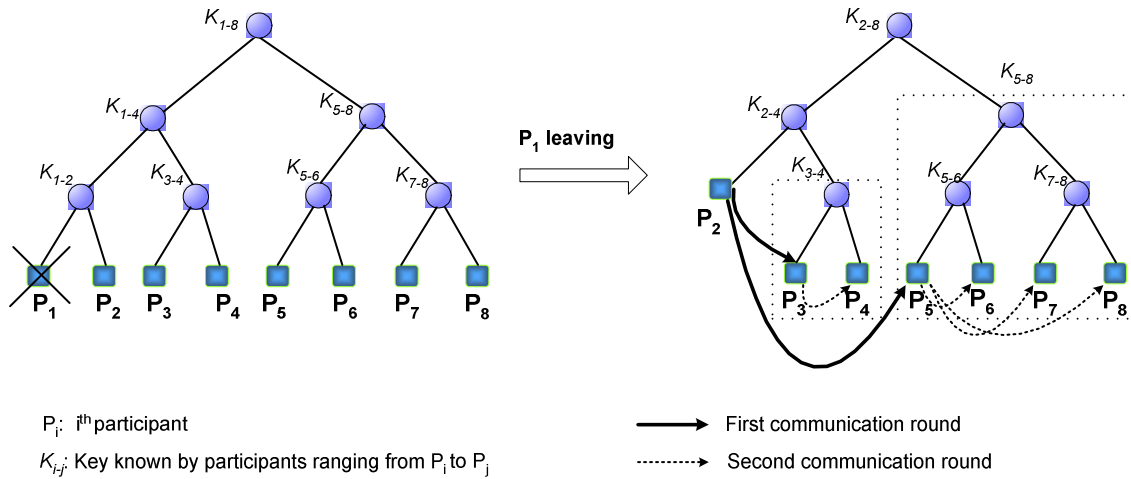 K1-8
K1-4
K5-8
K1-2
K3-4
K5-6
K7-8
P1
P2
P3
P4
P5
P6
P7
P8
P1 leaving
K2-8
K5-8
K2-4
K3-4
K5-6
K7-8
P2
P3
P4
P5
P6
P7
P8
Pi: ith participant
Ki-j: Key known by participants ranging from Pi to Pj
First communication round
Second communication round